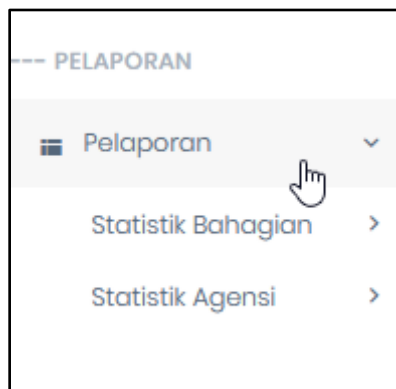 --- PELAPORAN
Pelaporan
Statistik Bahagian
Statistik Agensi